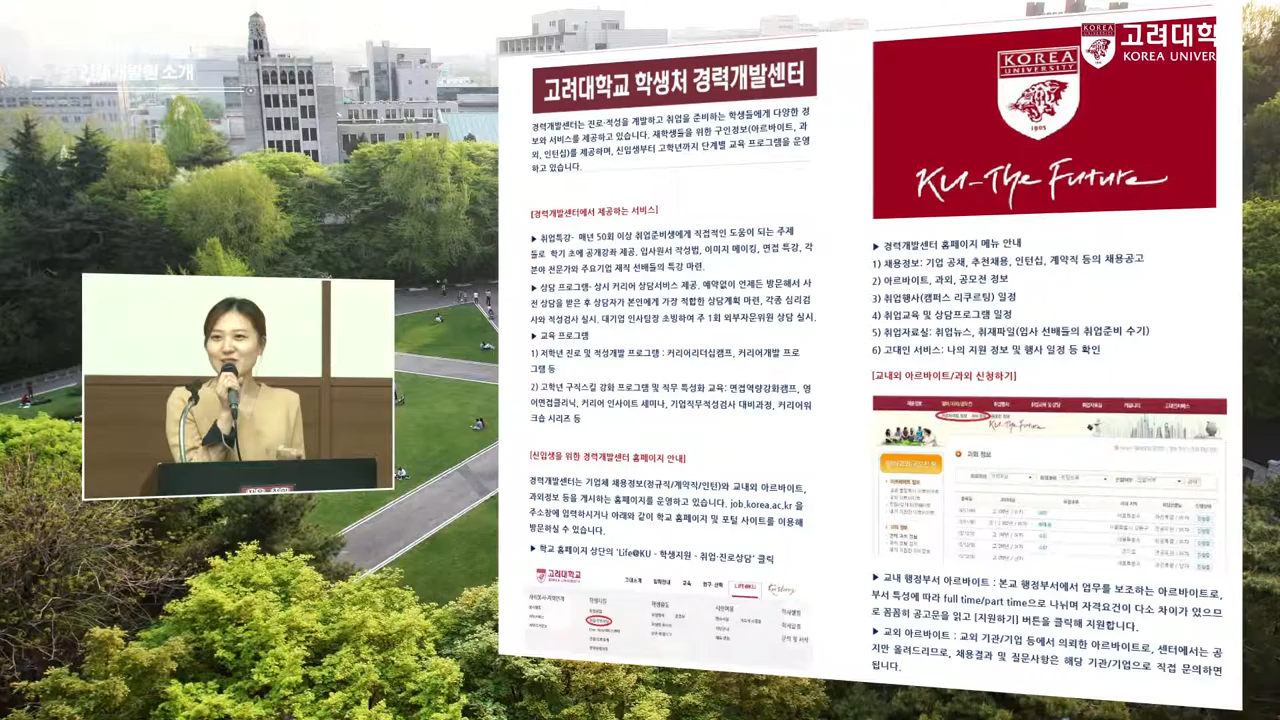 고려대학교 학생처 경력개발센터
경력개발센터는 진로·적성을 계발하고 취업을 준비하는 학생들에게 다양한 정
보와 서비스를 제공하고 있습니다. 재학생들을 위한 구인정보(아르바이트, 과
외, 인턴십)를 제공하며, 신입생부터 고학년까지 단계별 교육 프로그램을 운영
하고 있습니다.
[경력개발센터에서 제공하는 서비스]
▶ 취업특강- 매년 50회 이상 취업준비생에게 직접적인 도움이 되는 주제
들로 학기 초에 공개강좌 제공. 입사원서 작성법, 이미지 메이킹, 면접 특강, 각
분야 전문가와 주요기업 재직 선배들의 특강 마련.
▶ 상담 프로그램- 상시 커리어 상담서비스 제공. 예약없이 언제든 방문해서 사
전 상담을 받은 후 상담자가 본인에게 가장 적합한 상담계획 마련, 각종 심리검
사와 적성검사 실시. 대기업 인사팀장 초빙하여 주 1회 외부자문위원 상담 실시.
▶ 교육 프로그램
1) 저학년 진로 및 적성개발 프로그램 : 커리어리더십캠프, 커리어개발 프로
그램 등
2) 고학년 구직스킬 강화 프로그램 및 직무 특성화 교육: 면접역량강화캠프, 영
어면접클리닉, 커리어 인사이트 세미나, 기업직무적성검사 대비과정, 커리어워
크숍 시리즈 등
[신입생을 위한 경력개발센터 홈페이지 안내]
경력개발센터는 기업체 채용정보(정규직/계약직/인턴)와 교내외 아르바이트,
과외정보 등을 게시하는 홈페이지를 운영하고 있습니다. job.korea.ac.kr 을
주소창에 입력하시거나 아래와 같이 학교 홈페이지 및 포털 사이트를 이용해
방문하실 수 있습니다.
▶ 학교 홈페이지 상단의 'Life@KU - 학생지원 - 취업·진로상담' 클릭
고려대학교
교육
LIFE@KU
KOREA
UNIVERSITY
1905
KU-The Future
KOREA
고려대학
KOREA UNIVER
▶ 경력개발센터 홈페이지 메뉴 안내
1) 채용정보: 기업 공채, 추천채용, 인턴십, 계약직 등의 채용공고
2) 아르바이트, 과외, 공모전 정보
3) 취업행사(캠퍼스 리쿠르팅) 일정
4) 취업교육 및 상담프로그램 일정
5) 취업자료실: 취업뉴스, 취재파일(입사 선배들의 취업준비 수기)
6) 고대인 서비스: 나의 지원 정보 및 행사 일정 등 확인
[교내외 아르바이트/과외 신청하기]
KU-The Future
과외 정보
▶ 교내 행정부서 아르바이트 : 본교 행정부서에서 업무를 보조하는 아르바이트로,
부서 특성에 따라 full time/part time으로 나뉘며 자격요건이 다소 차이가 있으므
로 꼼꼼히 공고문을 읽고 [지원하기] 버튼을 클릭해 지원합니다.
▶ 교외 아르바이트 : 교외 기관/기업 등에서 의뢰한 아르바이트로, 센터에서는 공
지만 올려드리므로, 채용결과 및 질문사항은 해당 기관/기업으로 직접 문의하면
됩니다.